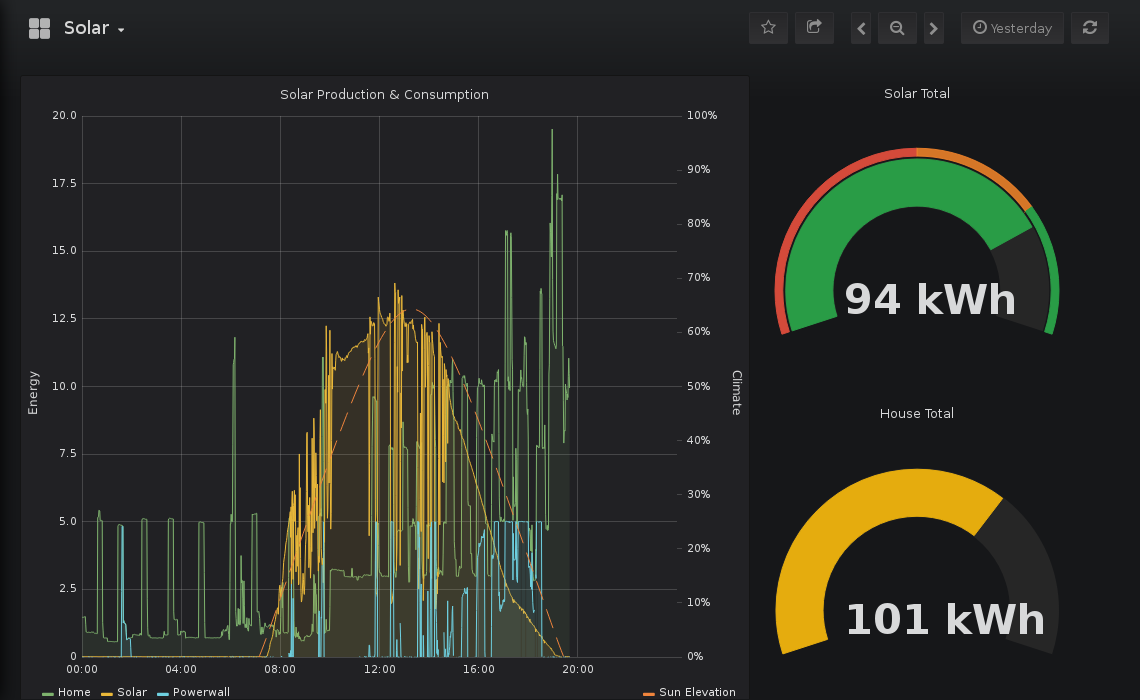 Solar
Yesterday
Solar Production & Consumption
20.0
17.5
15.0
12.5
10.0
7.5
5.0
2.5
0
Energy
100%
90%
80%
70%
60%
50%
40%
30%
20%
10%
0%
Climate
00:00 04:00 08:00 12:00 16:00 20:00
Home Solar Powerwall Sun Elevation
Solar Total
94 kWh
House Total
101 kWh